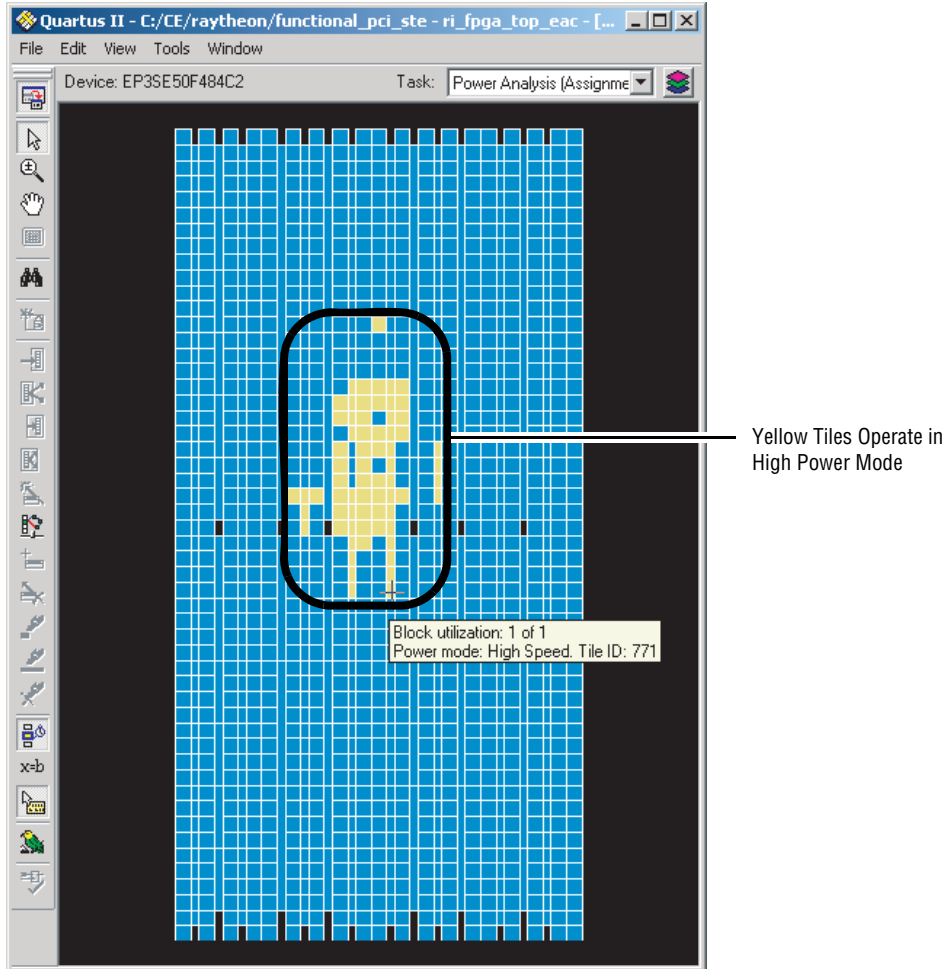 Quartus II - C:/CE/raytheon/functional_pci_ste - ri_fpga_top_eac - [...
File Edit View Tools Window
Device: EP3SE50F484C2 Task: Power Analysis (Assignme
Yellow Tiles Operate in
High Power Mode
Block utilization: 1 of 1
Power mode: High Speed. Tile ID: 771
x=b